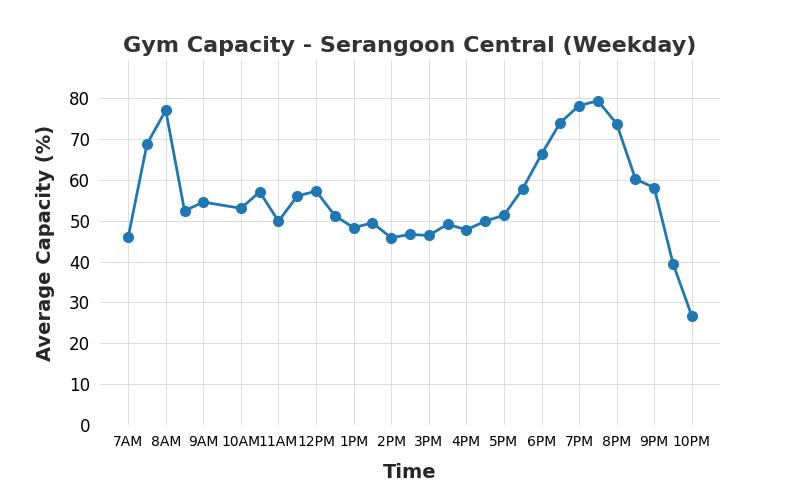 Gym Capacity - Serangoon Central (Weekday)
Average Capacity (%)
80
70
60
50
40
30
20
10
0
7AM 8AM 9AM 10AM 11AM 12PM 1PM 2PM 3PM 4PM 5PM 6PM 7PM 8PM 9PM 10PM
Time